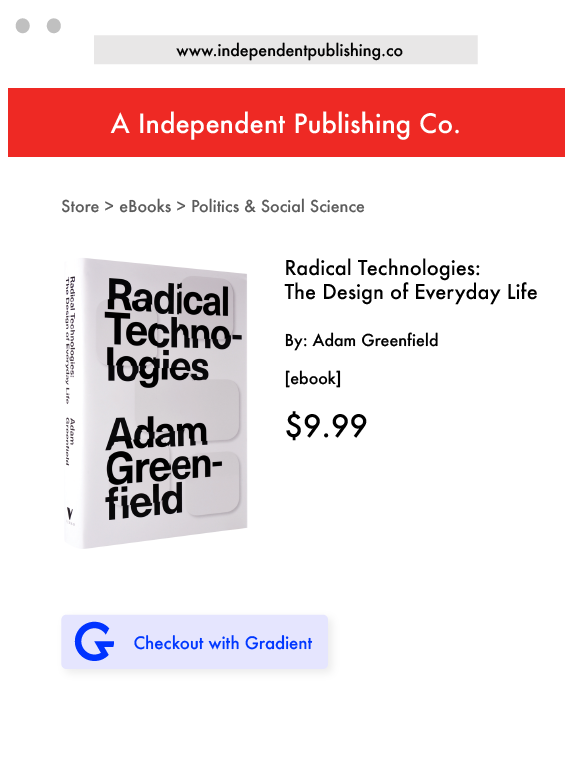 www.independentpublishing.co
A Independent Publishing Co.
Store > eBooks > Politics & Social Science
Radical Technologies:
The Design of Everyday Life
Radical
Techno-
logies
Adam
Green-
field
Radical Technologies:
The Design of Everyday Life
Adam
Greenfield
By: Adam Greenfield
[ebook]
$9.99
Checkout with Gradient